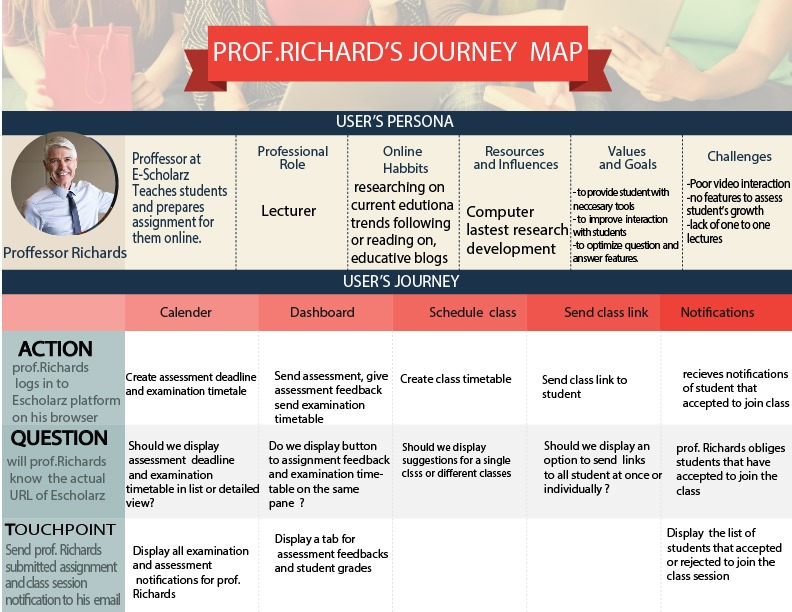 PROF.RICHARD'S JOURNEY MAP
USER'S PERSONA
Proffessor Richards
Proffessor at
E-Scholarz
Teaches students
and prepares
assignment for
them online.
Professional
Role
Lecturer
Online
Habbits
researching on
current edutiona
trends following
or reading on,
educative blogs
Resources
and Influences
Computer
lastest research
development
Values
and Goals
-to provide student with
neccesary tools
-to improve interaction
with students
-to optimize question and
answer features.
Challenges
-Poor video interaction
-no features to assess
student's growth
-lack of one to one
lectures
USER'S JOURNEY
Calender
Dashboard
Schedule class
Send class link
Notifications
ACTION
prof.Richards
logs in to
Escholarz platform
on his browser
Create assessment deadline
and examination timetale
Send assessment, give
assessment feedback
send examination
timetable
Create class timetable
Send class link to
student
recieves notifications
of student that
accepted to join class
QUESTION
will prof.Richards
know the actual
URL of Escholarz
Should we display
assessment deadline
and examination
timetable in list or detailed
view?
Do we display button
to assignment feedback
and examination time-
table on the same
pane ?
Should we display
suggestions for a single
clsss or different classes
Should we display an
option to send links
to all student at once or
individually ?
prof. Richards obliges
students that have
accepted to join the
class
TOUCHPOINT
Send prof. Richards
submitted assignment
and class session
notification to his email
Display all examination
and assessment
notifications for prof.
Richards
Display a tab for
assessment feedbacks
and student grades
Display the list of
students that accepted
or rejected to join the
class session